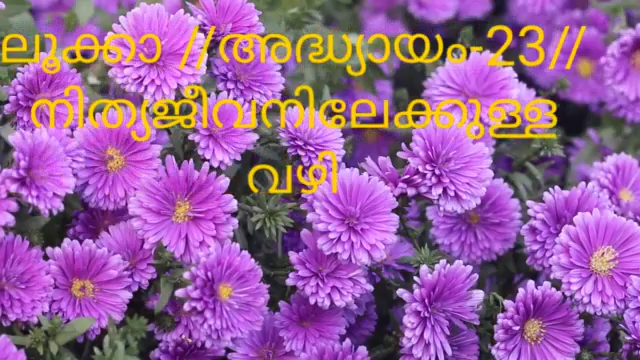 ലൂക്കാ //അദ്ധ്യായം-23//
നിത്യജീവനിലേക്കുള്ള
വഴി